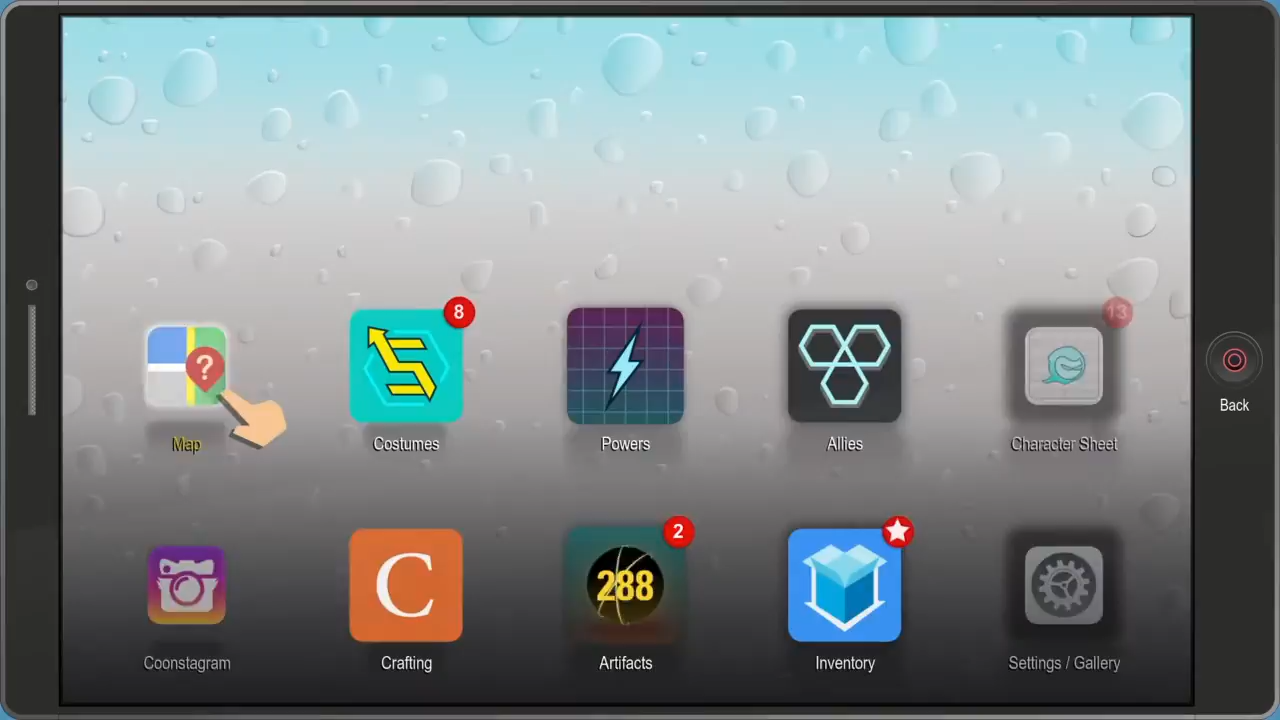 8
13
?
Map
Costumes
Powers
Allies
Character Sheet
Back
2
C
288
Coonstagram
Crafting
Artifacts
Inventory
Settings / Gallery